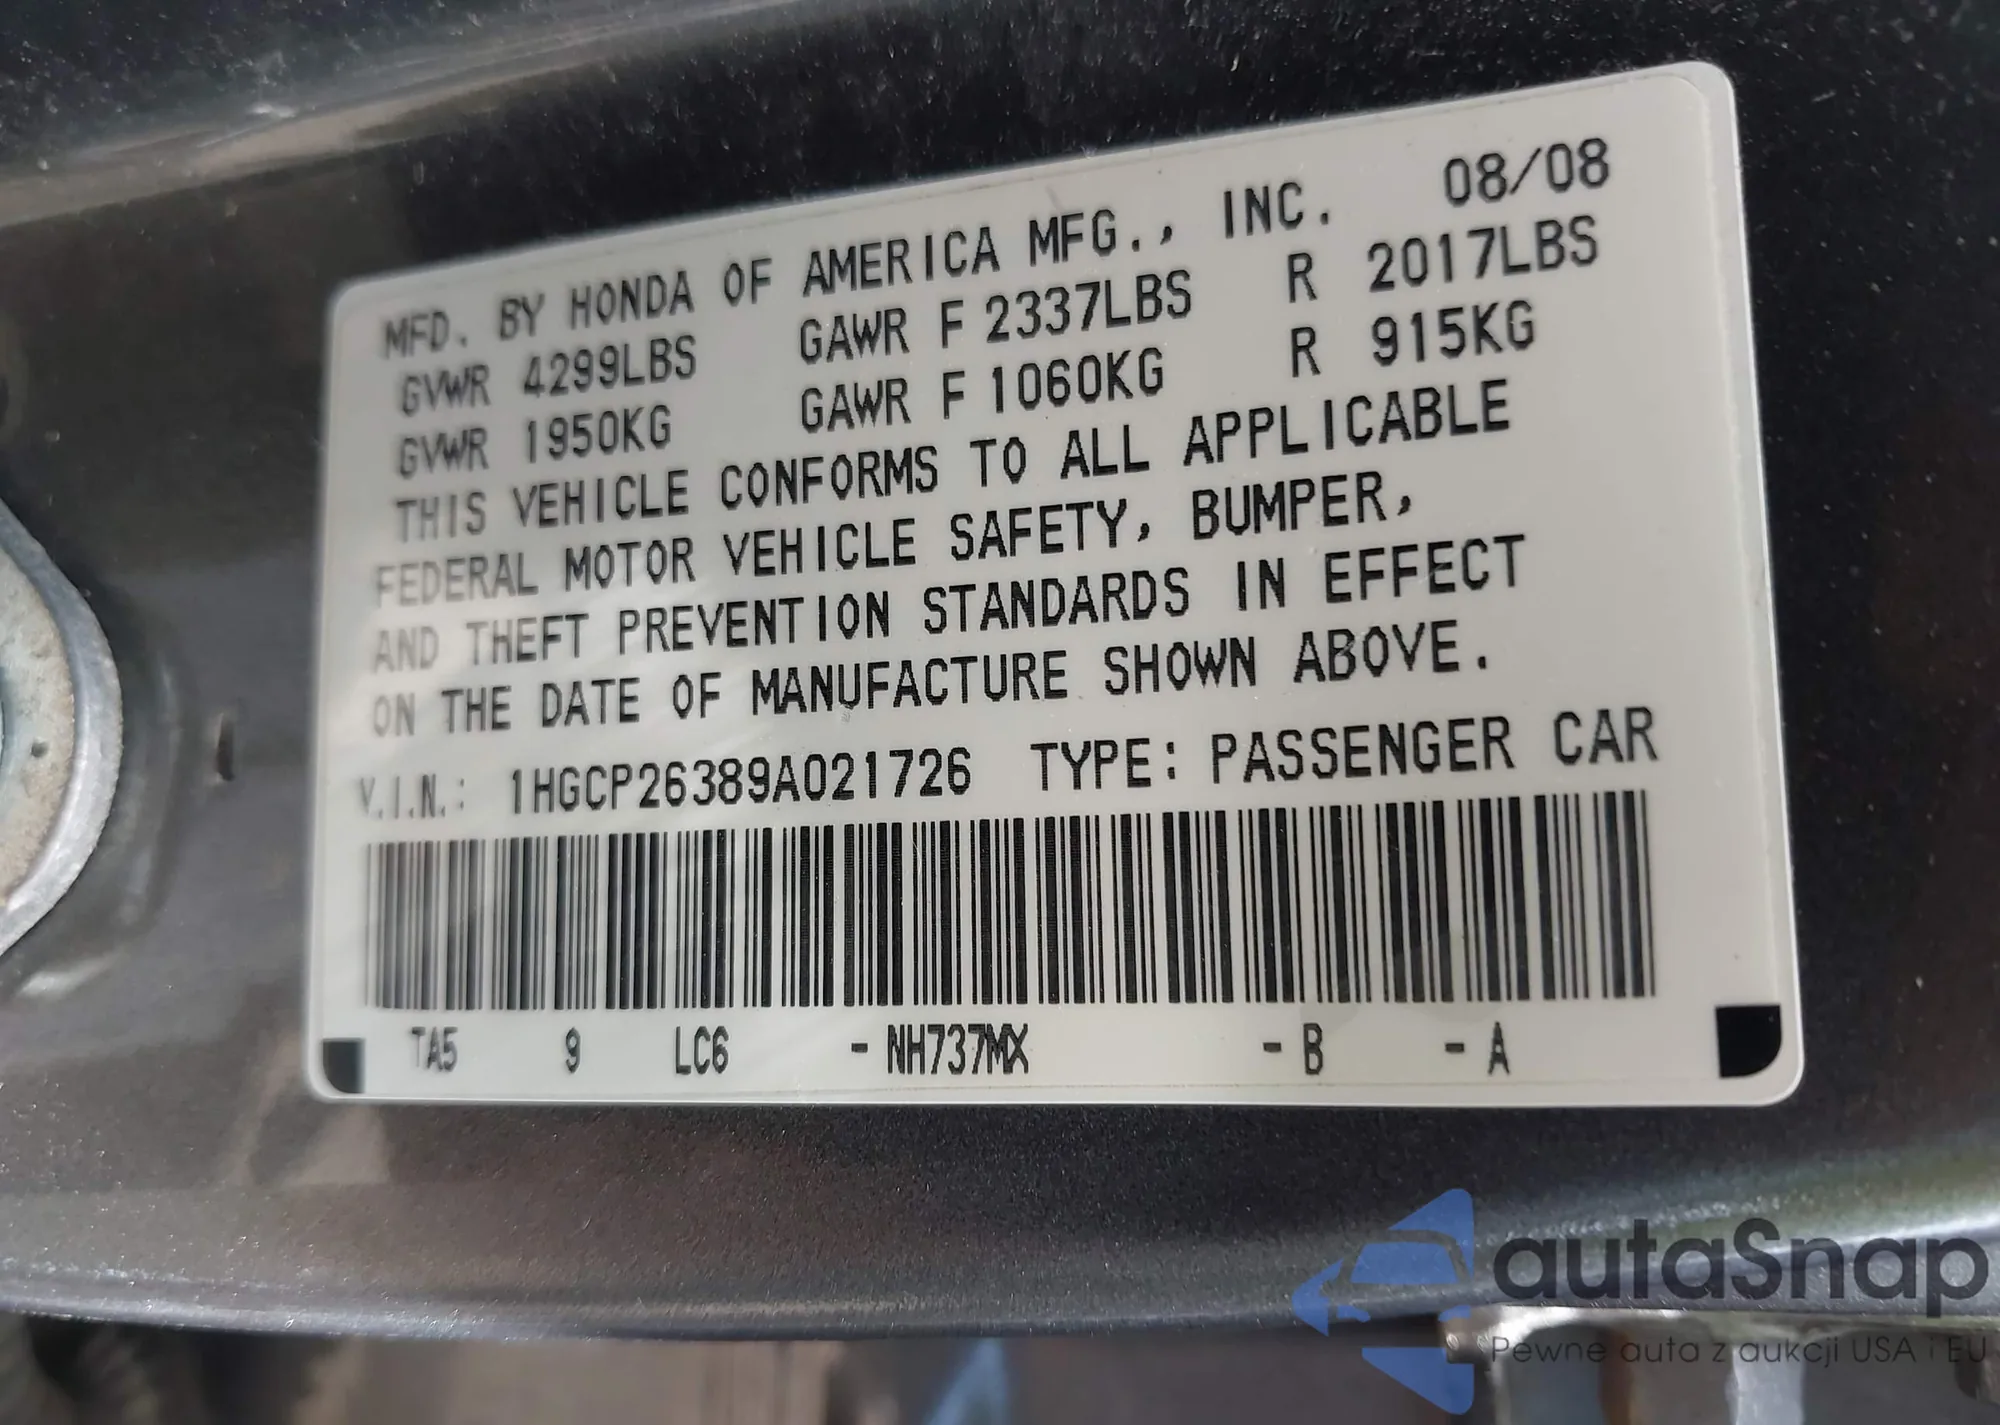 MFD. BY HONDA OF AMERICA MFG., INC. 08/08
GVWR 4299LBS GAWR F 2337LBS R 2017LBS
GVWR 1950KG GAWR F 1060KG R 915KG
THIS VEHICLE CONFORMS TO ALL APPLICABLE
FEDERAL MOTOR VEHICLE SAFETY, BUMPER,
AND THEFT PREVENTION STANDARDS IN EFFECT
ON THE DATE OF MANUFACTURE SHOWN ABOVE.
V.I.N.: 1HGCP26389A021726 TYPE: PASSENGER CAR
TA5 9 LC6 -NH737MX -B -A
autaSnap
Pewne auta z aukcji USA i EU